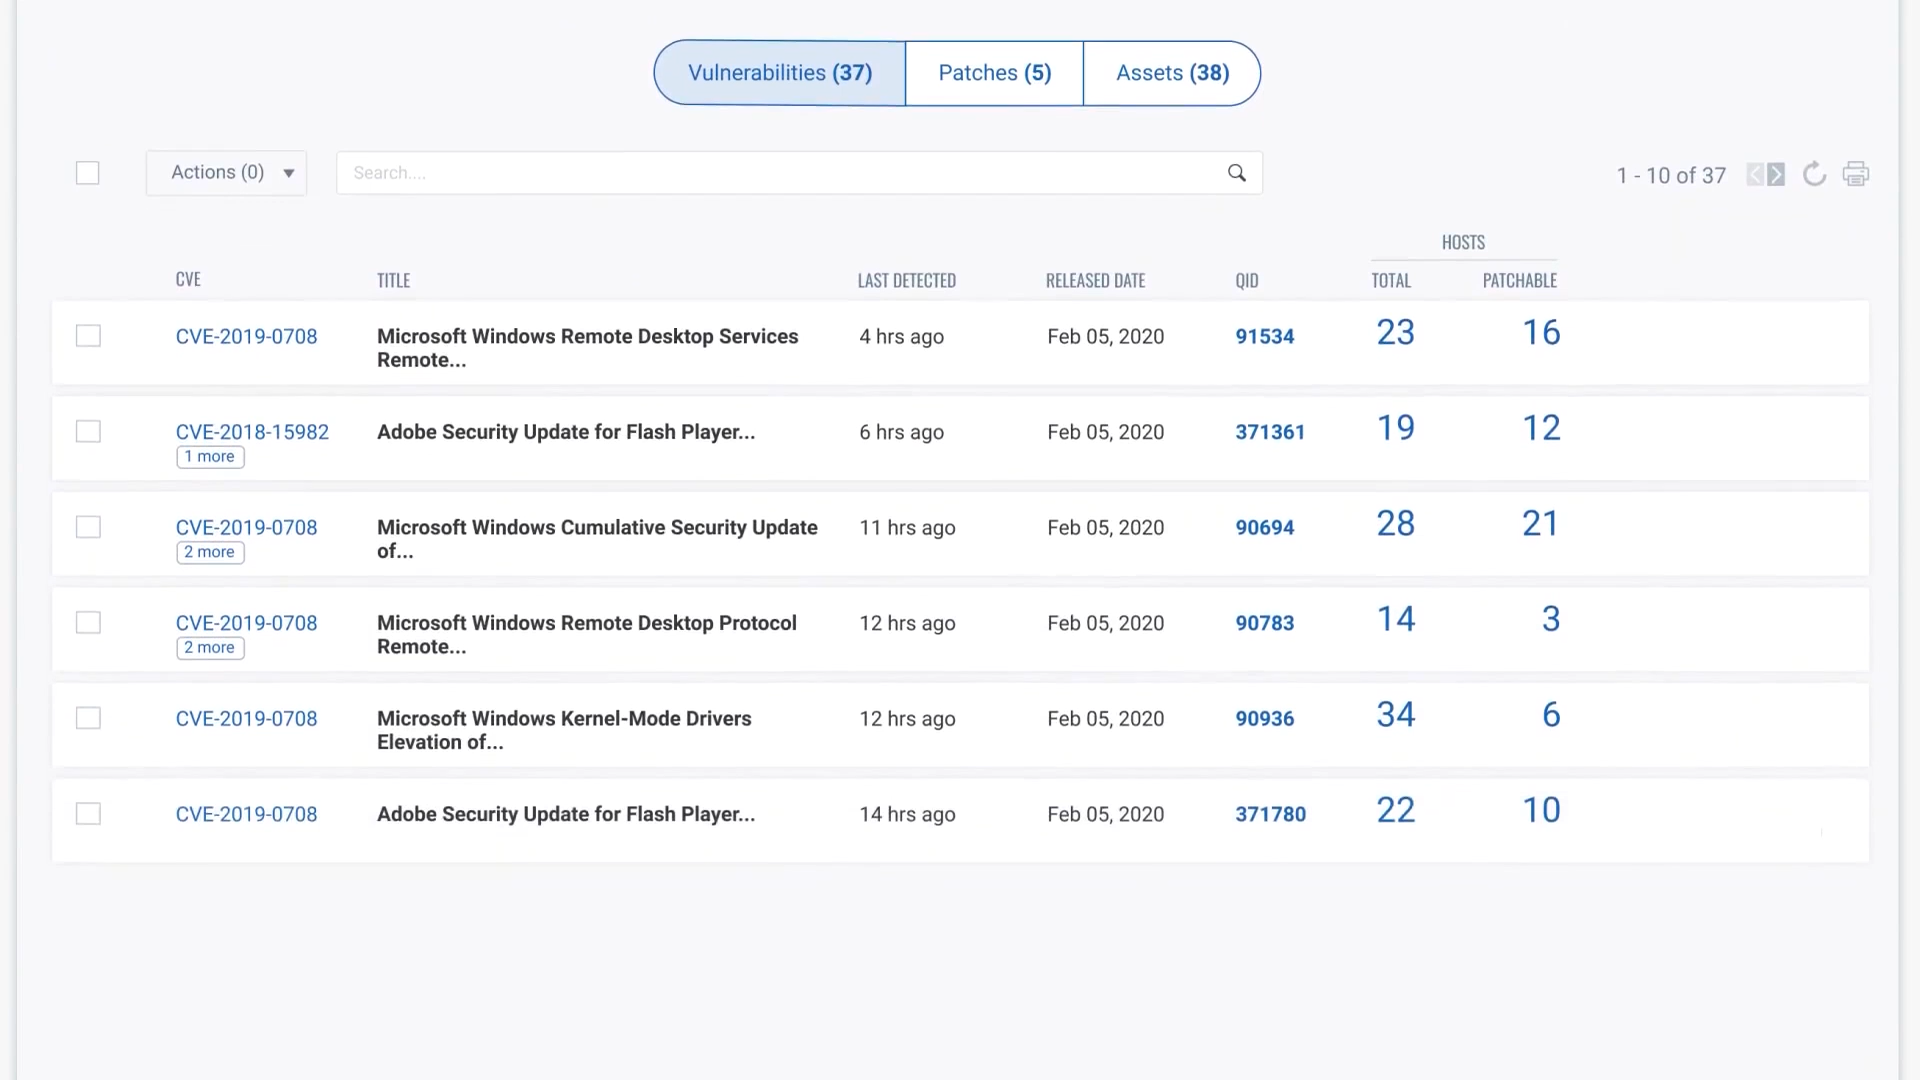 Vulnerabilities (37) Patches (5) Assets (38)
Actions (0) Search.... 1 - 10 of 37
HOSTS
CVE TITLE LAST DETECTED RELEASED DATE QID TOTAL PATCHABLE
CVE-2019-0708 Microsoft Windows Remote Desktop Services 4 hrs ago Feb 05, 2020 91534 23 16
Remote...
CVE-2018-15982 Adobe Security Update for Flash Player... 6 hrs ago Feb 05, 2020 371361 19 12
1 more
CVE-2019-0708 Microsoft Windows Cumulative Security Update 11 hrs ago Feb 05, 2020 90694 28 21
2 more of...
CVE-2019-0708 Microsoft Windows Remote Desktop Protocol 12 hrs ago Feb 05, 2020 90783 14 3
2 more Remote...
CVE-2019-0708 Microsoft Windows Kernel-Mode Drivers 12 hrs ago Feb 05, 2020 90936 34 6
Elevation of...
CVE-2019-0708 Adobe Security Update for Flash Player... 14 hrs ago Feb 05, 2020 371780 22 10